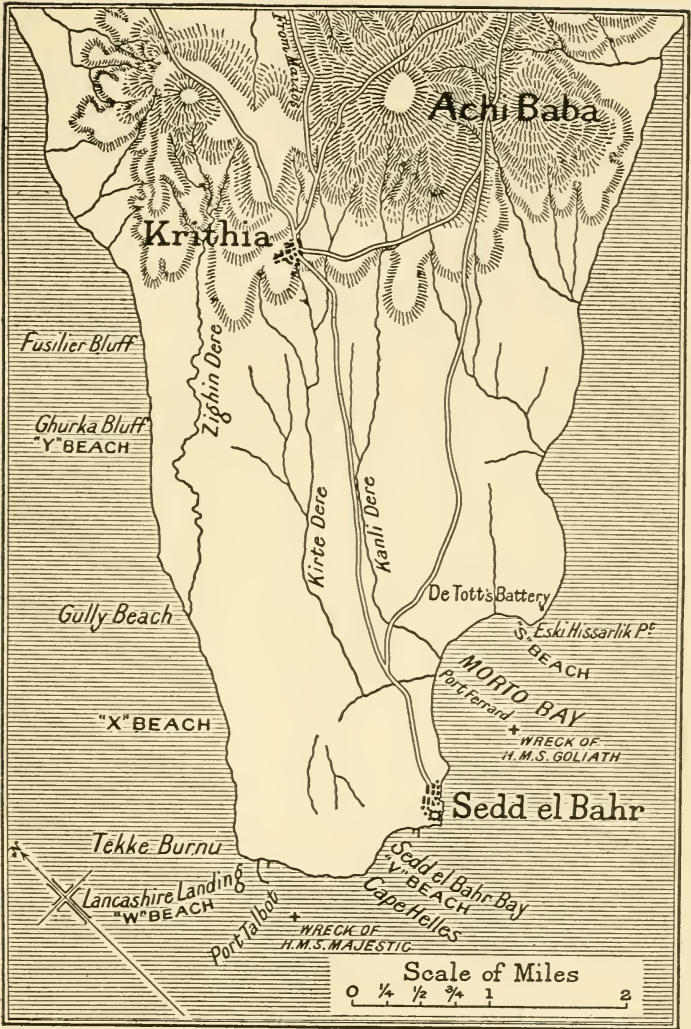 From Maidos
Achi Baba
Krithia
Fusilier Bluff
Zighin Dere
Ghurka Bluff
"Y" BEACH
Kirte Dere
Kanli Dere
De Tott's Battery
Gully Beach
Eski Hissarlik Pt
"S" BEACH
MORTO BAY
Port Ferrard
"X" BEACH
WRECK OF
H.M.S. GOLIATH
Sedd el Bahr
Tekke Burnu
Sedd el Bahr Bay
"V" BEACH
Cape Helles
Lancashire Landing
"W" BEACH
Port Talbot
WRECK OF
H.M.S. MAJESTIC
N
Scale of Miles
0 1/4 1/2 3/4 1 2